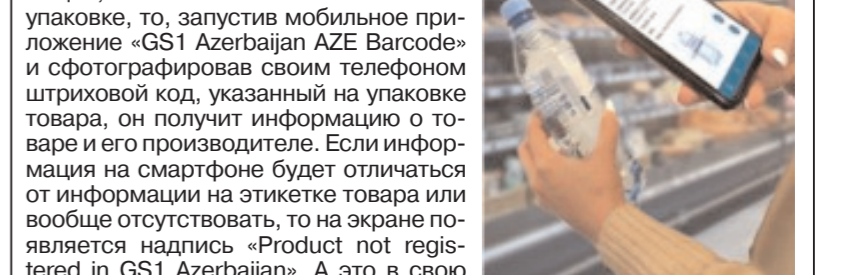 упаковке, то, запустив мобильное при-
ложение «GS1 Azerbaijan AZE Barcode»
и сфотографировав своим телефоном
штриховой код, указанный на упаковке
товара, он получит информацию о то-
варе и его производителе. Если инфор-
мация на смартфоне будет отличаться
от информации на этикетке товара или
вообще отсутствовать, то на экране по-
является надпись «Product not regis-
tered in GS1 Azerbaijan». А это в свою